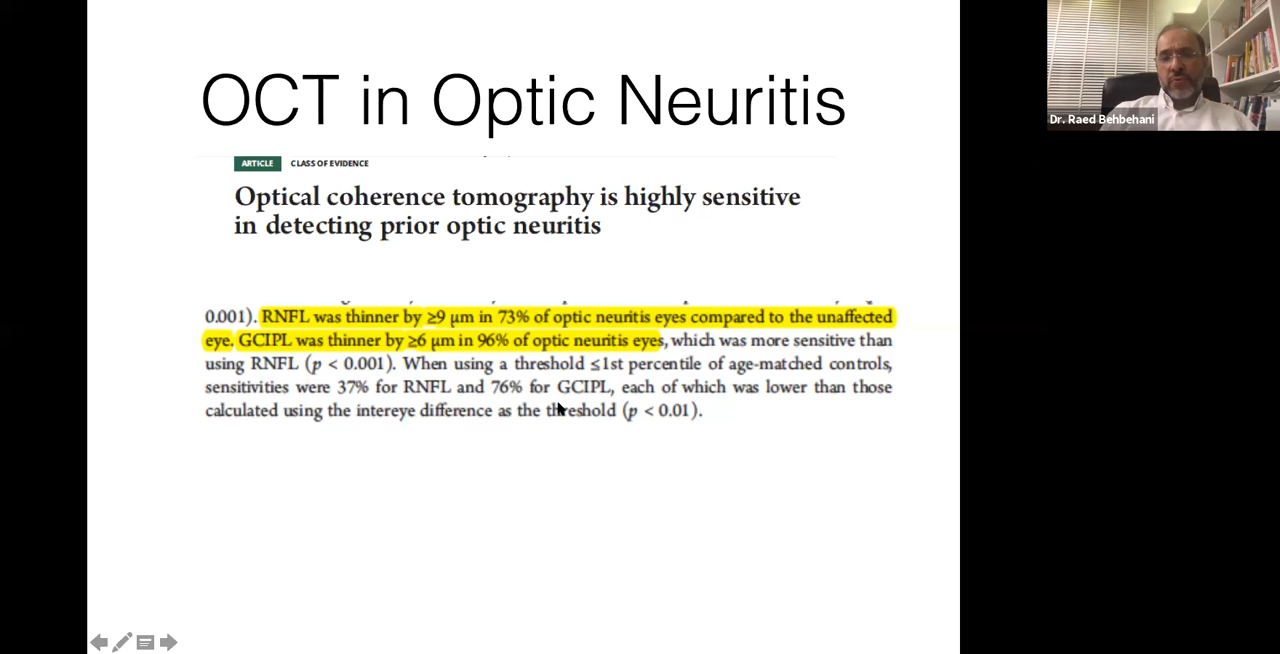 OCT in Optic Neuritis
Dr. Raed Behbehani
ARTICLE CLASS OF EVIDENCE
Optical coherence tomography is highly sensitive
in detecting prior optic neuritis
0.001). RNFL was thinner by ≥9 μm in 73% of optic neuritis eyes compared to the unaffected
eye. GCIPL was thinner by ≥6 μm in 96% of optic neuritis eyes, which was more sensitive than
using RNFL (p < 0.001). When using a threshold ≤1st percentile of age-matched controls,
sensitivities were 37% for RNFL and 76% for GCIPL, each of which was lower than those
calculated using the intereye difference as the threshold (p < 0.01).